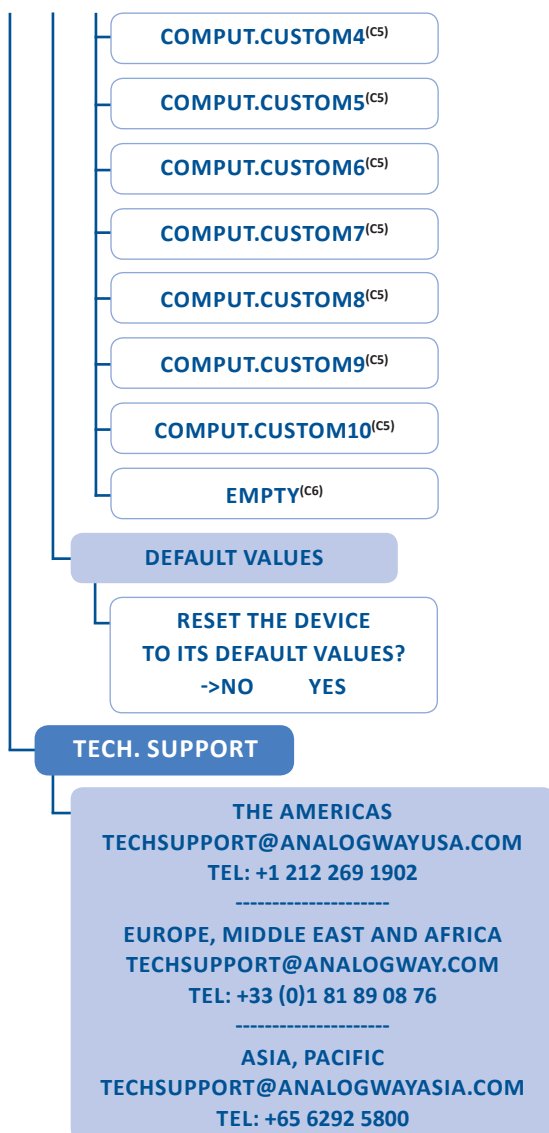 COMPUT.CUSTOM4(C5)
COMPUT.CUSTOM5(C5)
COMPUT.CUSTOM6(C5)
COMPUT.CUSTOM7(C5)
COMPUT.CUSTOM8(C5)
COMPUT.CUSTOM9(C5)
COMPUT.CUSTOM10(C5)
EMPTY(C6)
DEFAULT VALUES
RESET THE DEVICE
TO ITS DEFAULT VALUES?
->NO YES
TECH. SUPPORT
THE AMERICAS
TECHSUPPORT@ANALOGWAYUSA.COM
TEL: +1 212 269 1902
---------------------
EUROPE, MIDDLE EAST AND AFRICA
TECHSUPPORT@ANALOGWAY.COM
TEL: +33 (0)1 81 89 08 76
---------------------
ASIA, PACIFIC
TECHSUPPORT@ANALOGWAYASIA.COM
TEL: +65 6292 5800